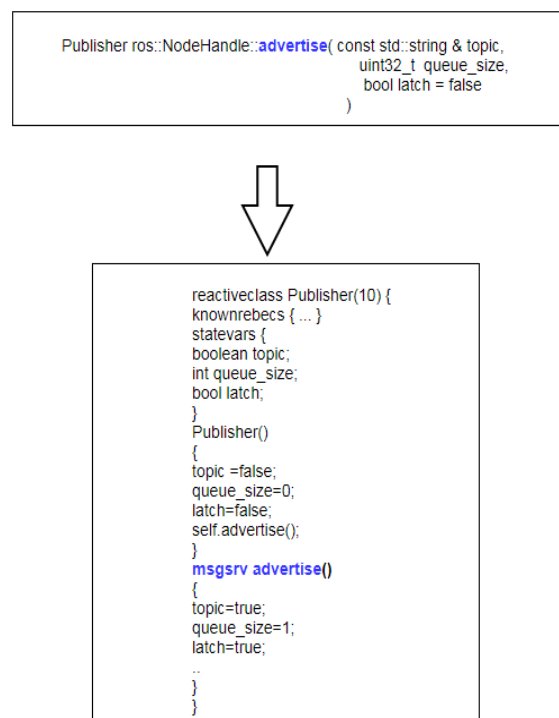 Publisher ros::NodeHandle::advertise( const std::string & topic,
uint32_t queue_size,
bool latch = false
)
reactiveclass Publisher(10) {
knownrebecs { ... }
statevars {
boolean topic;
int queue_size;
bool latch;
}
Publisher()
{
topic =false;
queue_size=0;
latch=false;
self.advertise();
}
msgsrv advertise()
{
topic=true;
queue_size=1;
latch=true;
..
}
}